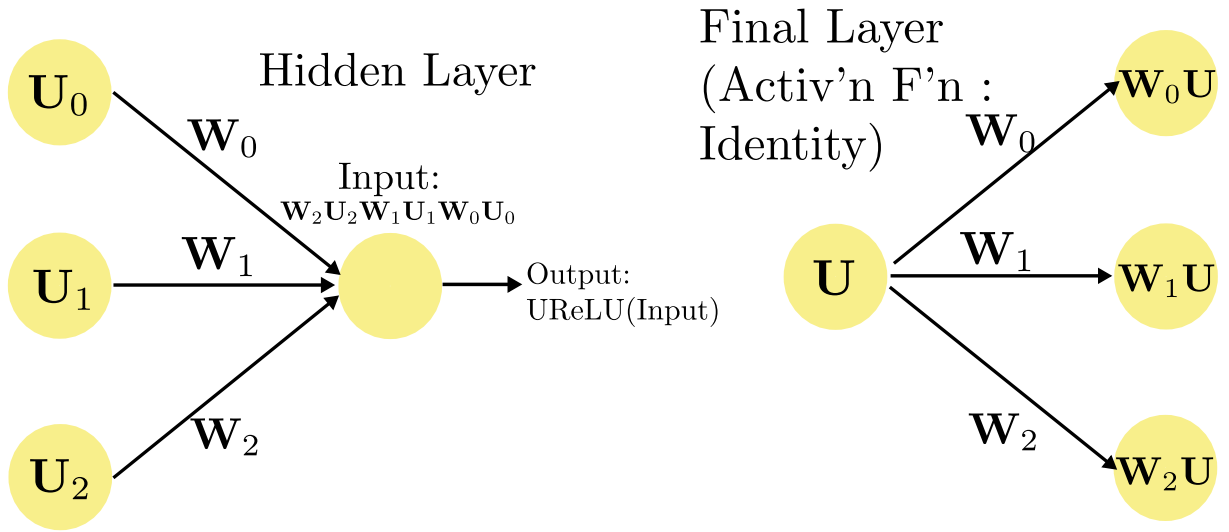 U₀
Hidden Layer
W₀
Input:
W₂U₂W₁U₁W₀U₀
U₁
W₁
Output:
UReLU(Input)
W₂
U₂
Final Layer
(Activ'n F'n :
Identity)
W₀
W₀U
U
W₁
W₁U
W₂
W₂U